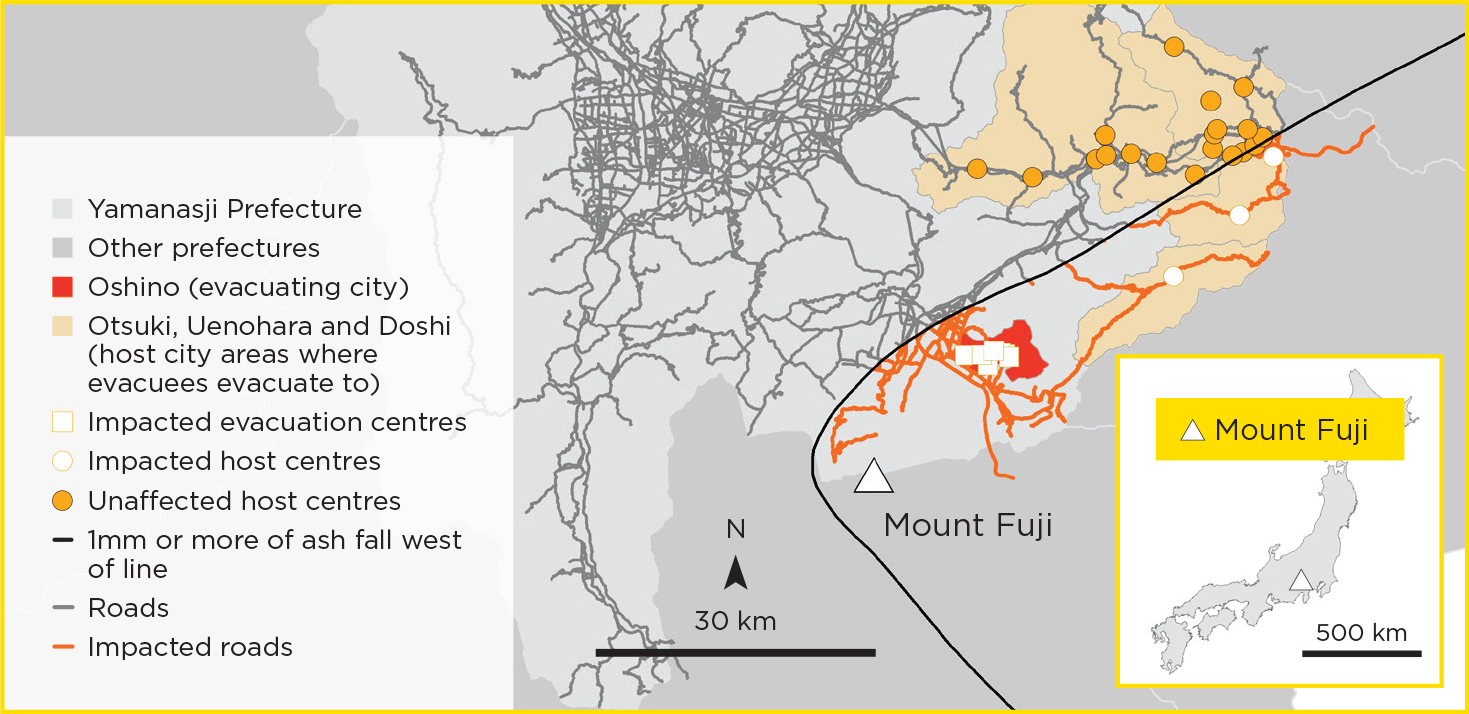 Yamanasji Prefecture
Other prefectures
Oshino (evacuating city)
Otsuki, Uenohara and Doshi
(host city areas where
evacuees evacuate to)
Impacted evacuation centres
Impacted host centres
Unaffected host centres
1mm or more of ash fall west
of line
Roads
Impacted roads
N
30 km
Mount Fuji
Mount Fuji
500 km